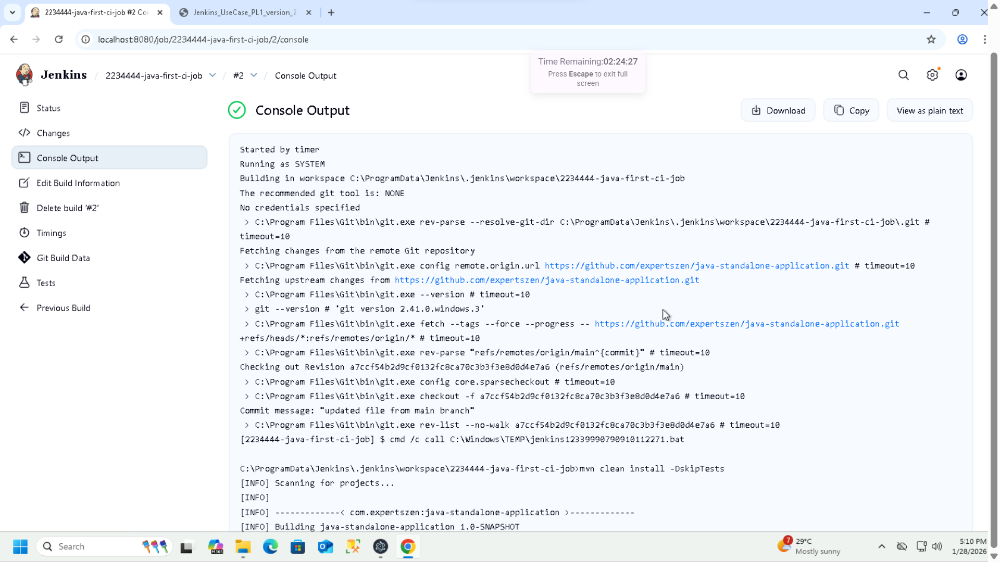 2234444-java-first-ci-job #2 Co
Jenkins_UseCase_PL1_version_2
localhost:8080/job/2234444-java-first-ci-job/2/console
Time Remaining:02:24:27
Press Escape to exit full
screen
Jenkins / 2234444-java-first-ci-job / #2 / Console Output
Status
Changes
Console Output
Edit Build Information
Delete build ‘#2’
Timings
Git Build Data
Tests
Previous Build
Console Output
Download
Copy
View as plain text
Started by timer
Running as SYSTEM
Building in workspace C:\ProgramData\Jenkins\.jenkins\workspace\2234444-java-first-ci-job
The recommended git tool is: NONE
No credentials specified
> C:\Program Files\Git\bin\git.exe rev-parse --resolve-git-dir C:\ProgramData\Jenkins\.jenkins\workspace\2234444-java-first-ci-job\.git #
timeout=10
Fetching changes from the remote Git repository
> C:\Program Files\Git\bin\git.exe config remote.origin.url https://github.com/expertszen/java-standalone-application.git # timeout=10
Fetching upstream changes from https://github.com/expertszen/java-standalone-application.git
> C:\Program Files\Git\bin\git.exe --version # timeout=10
> git --version # 'git version 2.41.0.windows.3'
> C:\Program Files\Git\bin\git.exe fetch --tags --force --progress -- https://github.com/expertszen/java-standalone-application.git
+refs/heads/*:refs/remotes/origin/* # timeout=10
> C:\Program Files\Git\bin\git.exe rev-parse "refs/remotes/origin/main^{commit}" # timeout=10
Checking out Revision a7ccf54b2d9cf0132fc8ca70c3b3f3e8d0d4e7a6 (refs/remotes/origin/main)
> C:\Program Files\Git\bin\git.exe config core.sparsecheckout # timeout=10
> C:\Program Files\Git\bin\git.exe checkout -f a7ccf54b2d9cf0132fc8ca70c3b3f3e8d0d4e7a6 # timeout=10
Commit message: "updated file from main branch"
> C:\Program Files\Git\bin\git.exe rev-list --no-walk a7ccf54b2d9cf0132fc8ca70c3b3f3e8d0d4e7a6 # timeout=10
[2234444-java-first-ci-job] $ cmd /c call C:\Windows\TEMP\jenkins12339990790910112271.bat
C:\ProgramData\Jenkins\.jenkins\workspace\2234444-java-first-ci-job>mvn clean install -DskipTests
[INFO] Scanning for projects...
[INFO]
[INFO] -------------< com.expertszen:java-standalone-application >-------------
[INFO] Building java-standalone-application 1.0-SNAPSHOT
Search
M365
7
29°C
Mostly sunny
5:10 PM
1/28/2026